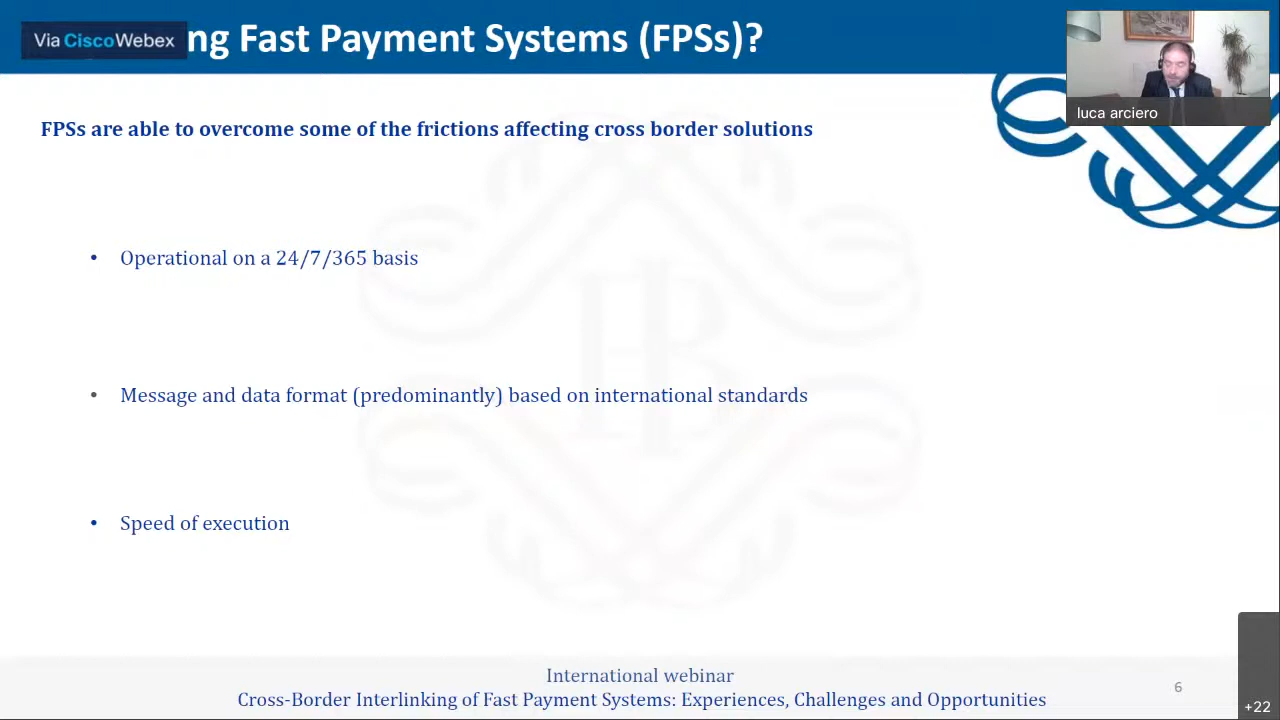 Via CiscoWebex
ng Fast Payment Systems (FPSs)?
luca arciero
FPSs are able to overcome some of the frictions affecting cross border solutions
• Operational on a 24/7/365 basis
• Message and data format (predominantly) based on international standards
• Speed of execution
International webinar
Cross-Border Interlinking of Fast Payment Systems: Experiences, Challenges and Opportunities
6
+22